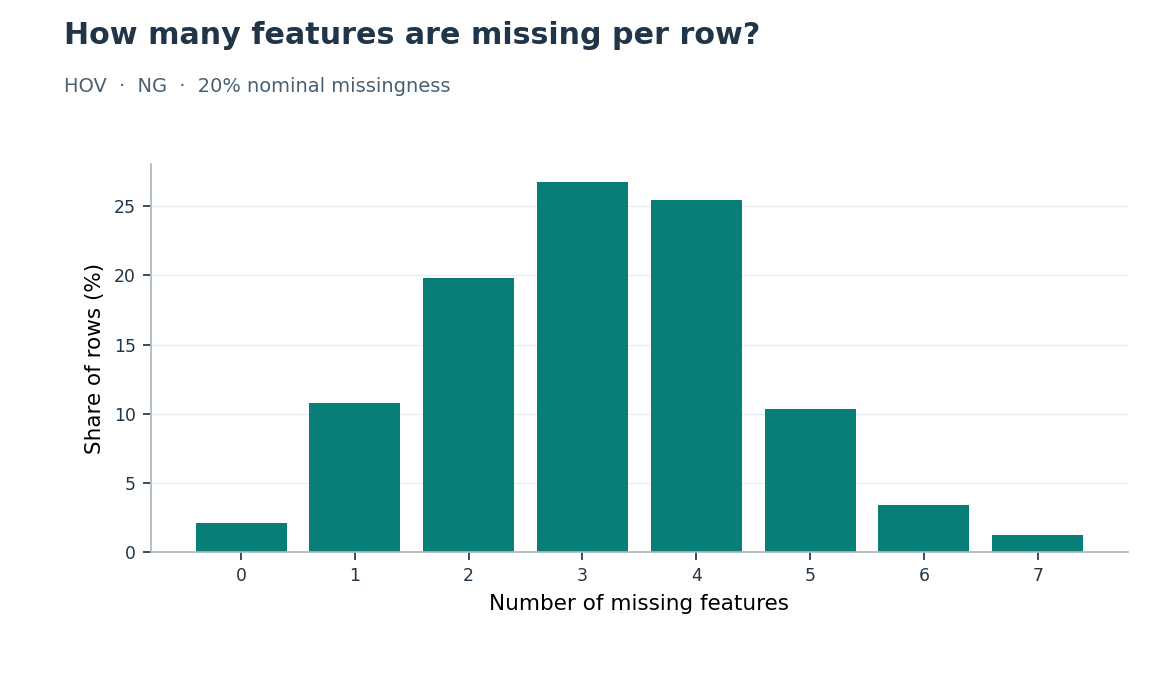 How many features are missing per row?
HOV · NG · 20% nominal missingness
Share of rows (%)
25
20
15
10
5
0
0 1 2 3 4 5 6 7
Number of missing features